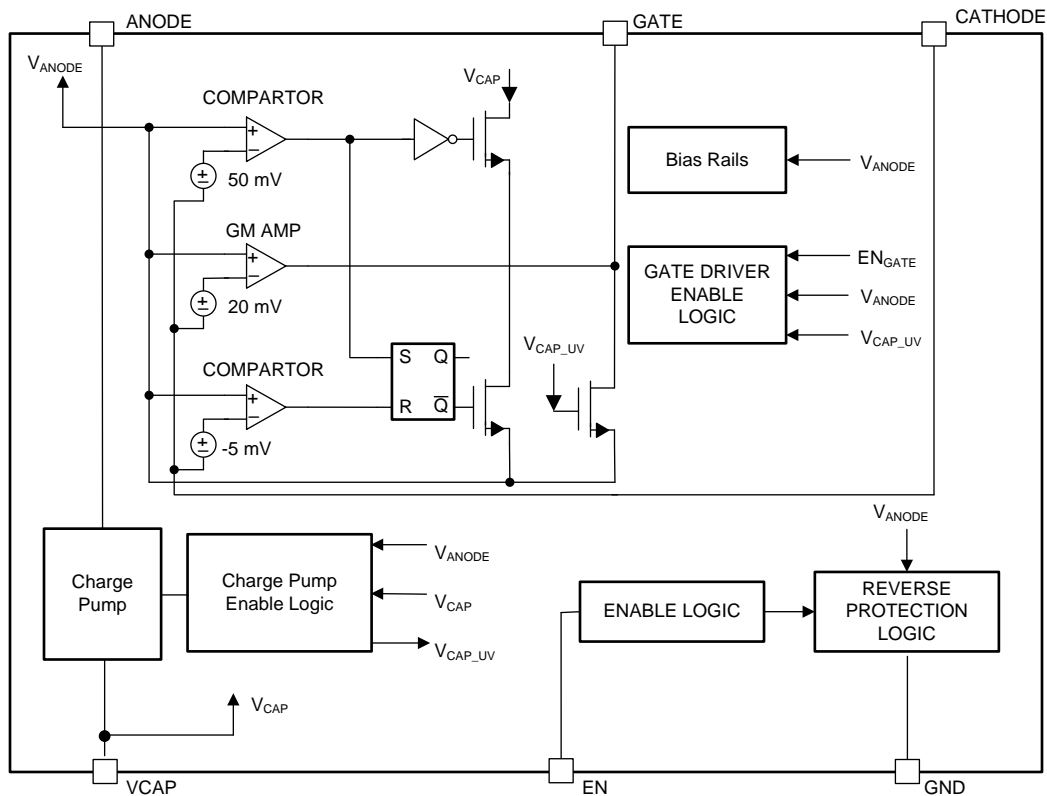 ANODE
GATE
CATHODE
VANODE
VCAP
COMPARTOR
+
−
±
50 mV
Bias Rails
VANODE
GM AMP
+
−
±
20 mV
GATE DRIVER
ENABLE
LOGIC
ENGATE
VANODE
VCAP_UV
VCAP_UV
S Q
COMPARTOR
+
−
R Q̅
±
-5 mV
VANODE
Charge
Pump
Charge Pump
Enable Logic
VANODE
VCAP
VCAP_UV
ENABLE LOGIC
REVERSE
PROTECTION
LOGIC
VCAP
VCAP
EN
GND